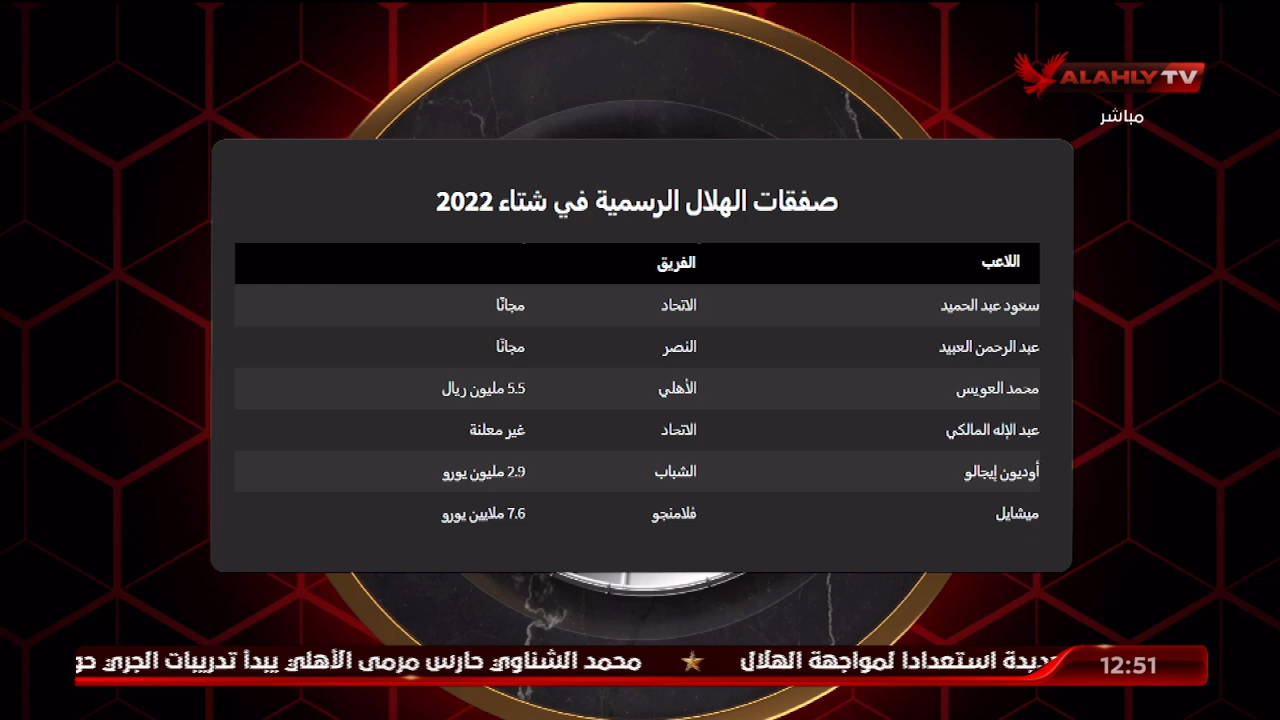 ALAHLY TV
مباشر
صفقات الهلال الرسمية في شتاء 2022
اللاعب الفريق
سعود عبد الحميد الاتحاد مجانًا
عبد الرحمن العبيد النصر مجانًا
محمد العويس الأهلي 5.5 مليون ريال
عبد الإله المالكي الاتحاد غير معلنة
أوديون إيجالو الشباب 2.9 مليون يورو
ميشايل فلامنجو 7.6 ملايين يورو
12:51 استعدادا لمواجهة الهلال محمد الشناوي حارس مرمى الأهلي يبدأ تدريبات الجري